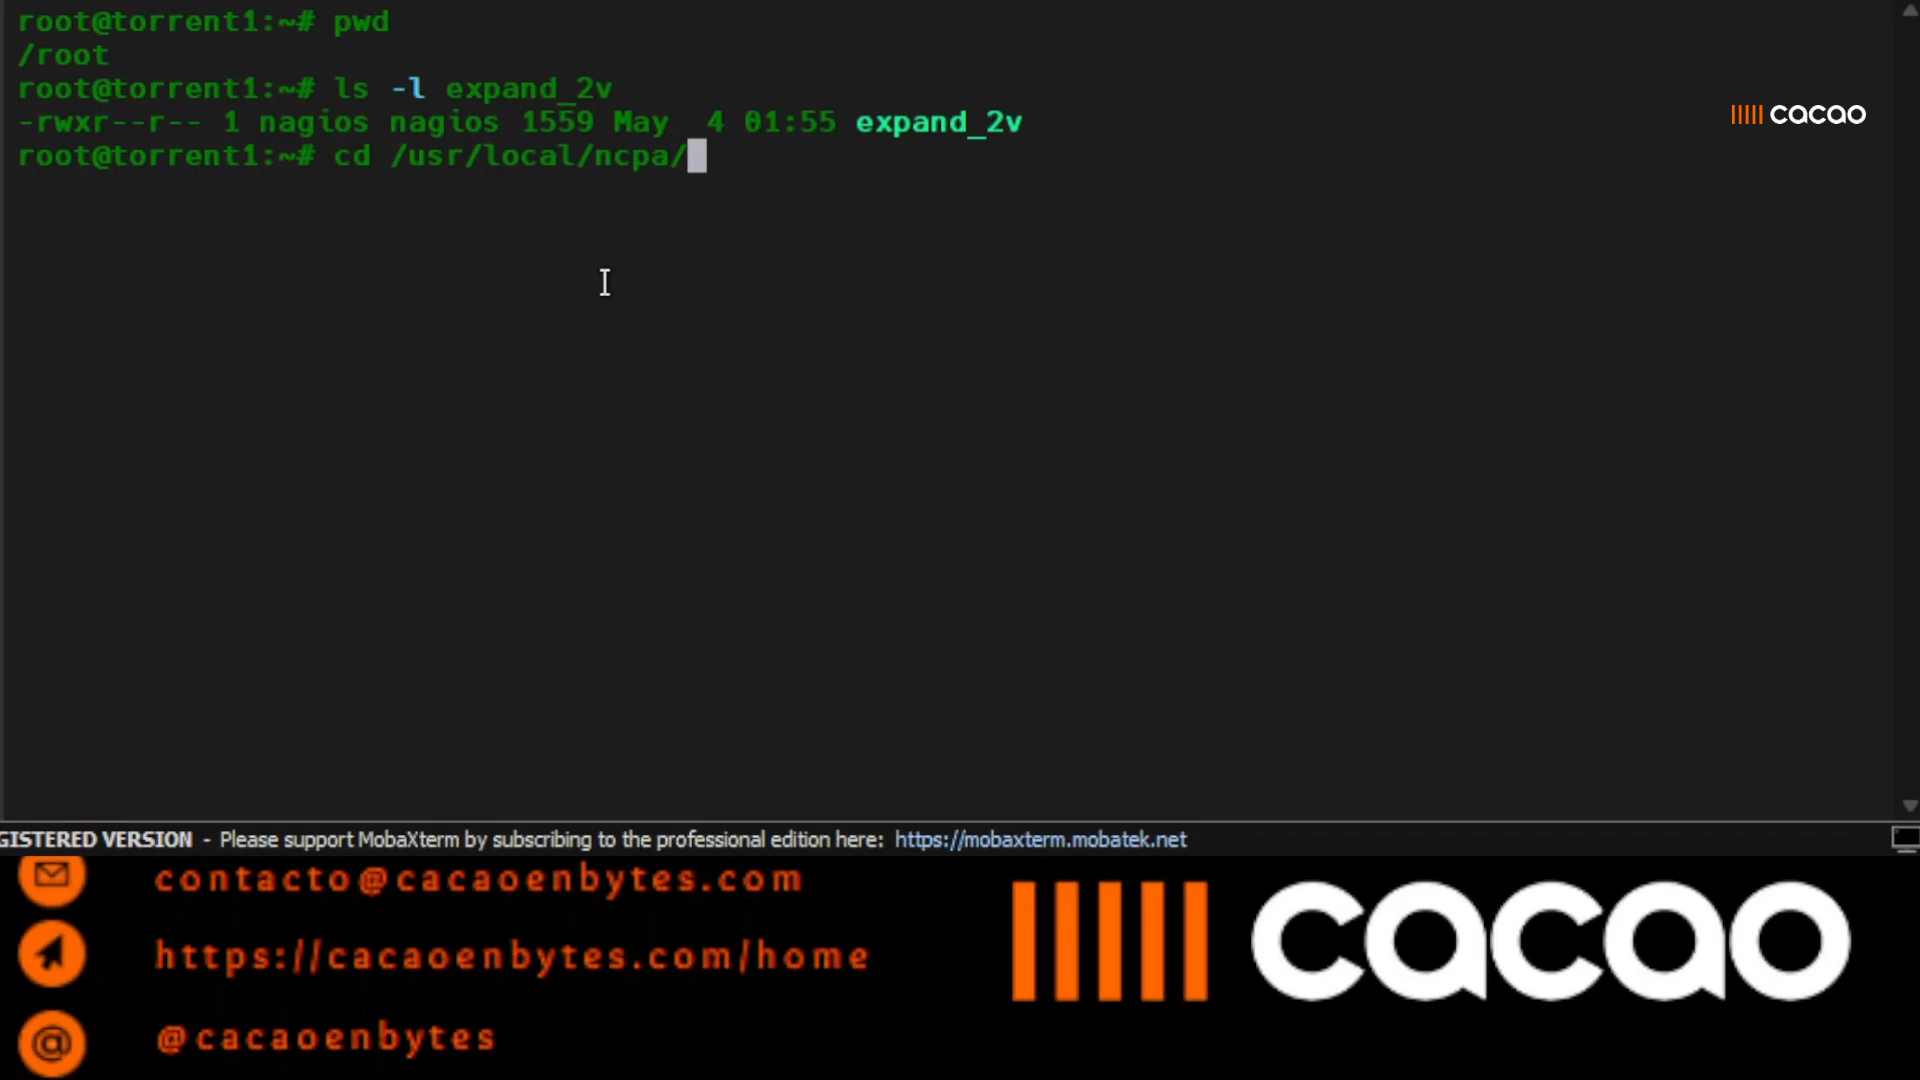 root@torrent1:~# pwd
/root
root@torrent1:~# ls -l expand_2v
-rwxr--r-- 1 nagios nagios 1559 May  4 01:55 expand_2v
cacao
root@torrent1:~# cd /usr/local/ncpa/
GISTERED VERSION - Please support MobaXterm by subscribing to the professional edition here: https://mobaxterm.mobatek.net
contacto@cacaoenbytes.com
https://cacaoenbytes.com/home
@cacaoenbytes
cacao